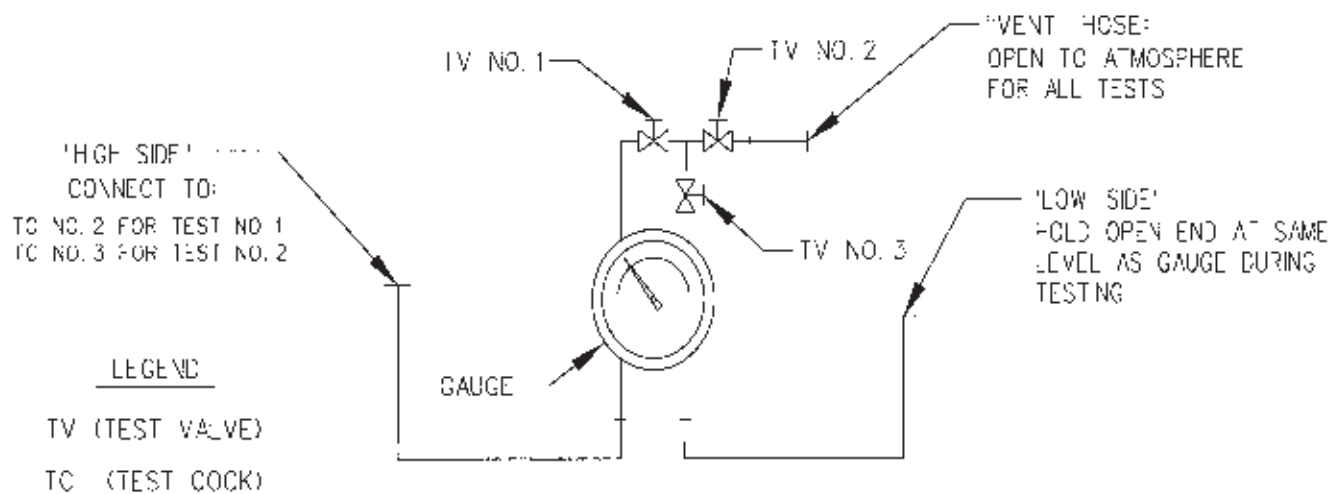 TV NO. 1
TV NO. 2
"VENT HOSE:
OPEN TO ATMOSPHERE
FOR ALL TESTS
'HIGH SIDE'
CONNECT TO:
TC NO. 2 FOR TEST NO. 1
TC NO. 3 FOR TEST NO. 2
'LOW SIDE'
HOLD OPEN END AT SAME
LEVEL AS GAUGE DURING
TESTING
TV NO. 3
LEGEND
GAUGE
TV (TEST VALVE)
TC (TEST COCK)